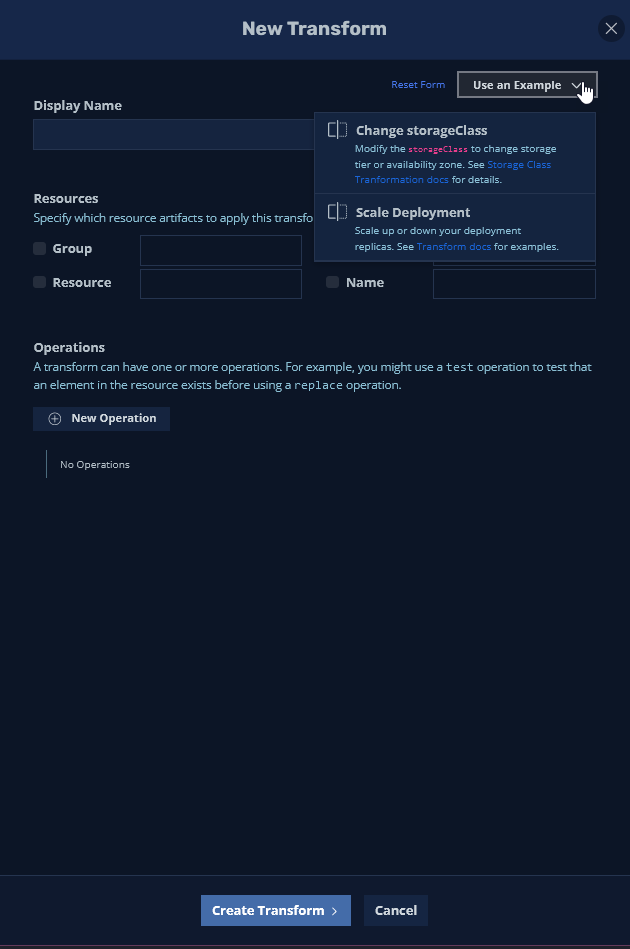 New Transform
Reset Form
Use an Example
Display Name
Change storageClass
Modify the storageClass to change storage
tier or availability zone. See Storage Class
Tranformation docs for details.
Scale Deployment
Scale up or down your deployment
replicas. See Transform docs for examples.
Resources
Specify which resource artifacts to apply this transfo
Group
Resource
Name
Operations
A transform can have one or more operations. For example, you might use a test operation to test that
an element in the resource exists before using a replace operation.
New Operation
No Operations
Create Transform
Cancel